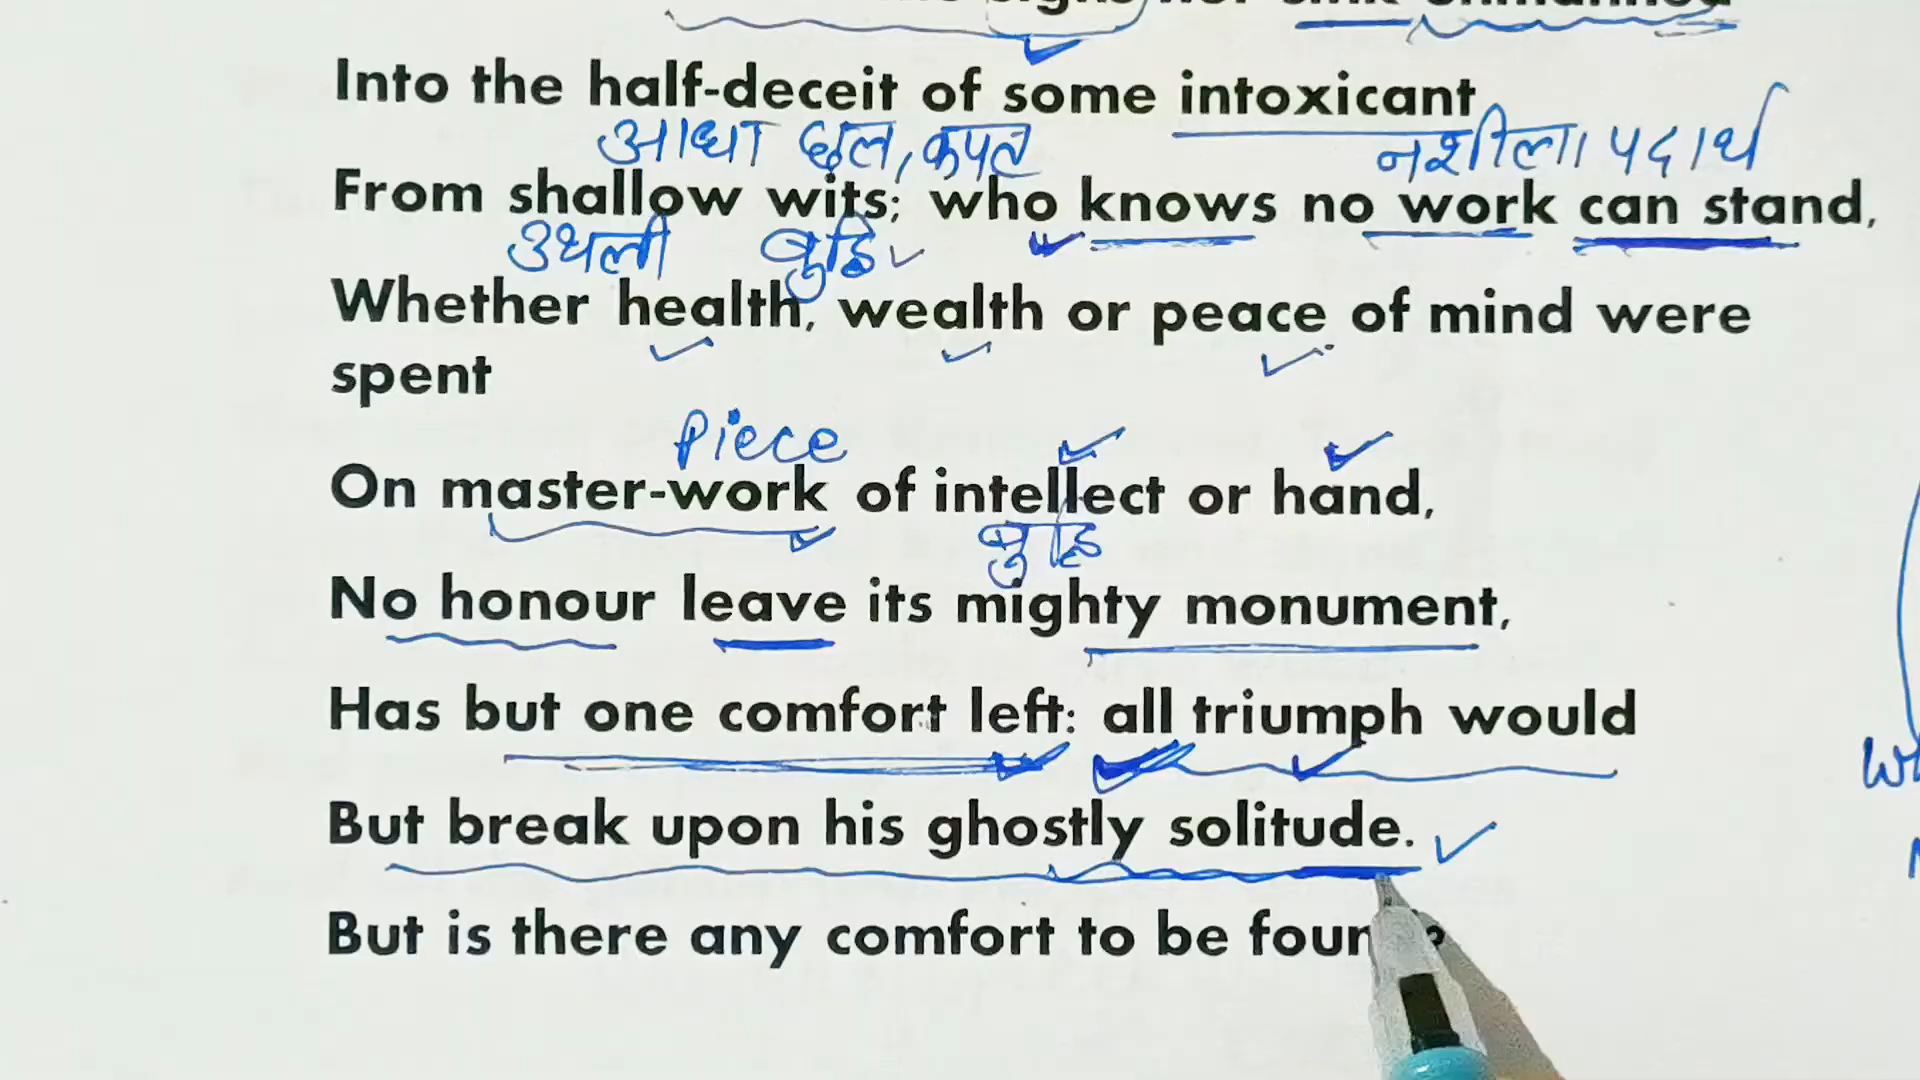 Into the half-deceit of some intoxicant
आधा छल, कपट नशीला पदार्थ
From shallow wits; who knows no work can stand,
उथली बुद्धि
Whether health, wealth or peace of mind were
spent
Piece
On master-work of intellect or hand,
बुद्धि
No honour leave its mighty monument,
Has but one comfort left: all triumph would
But break upon his ghostly solitude.
But is there any comfort to be